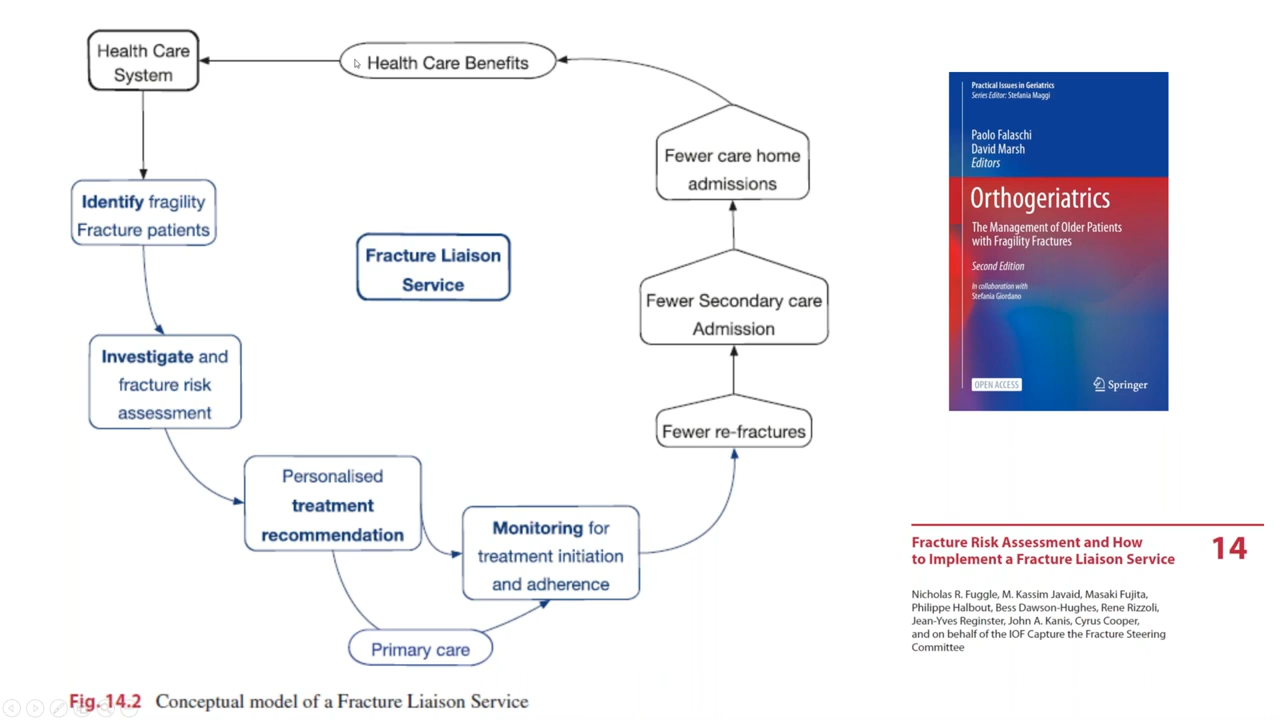 Health Care
System
Health Care Benefits
Identify fragility
Fracture patients
Investigate and
fracture risk
assessment
Personalised
treatment
recommendation
Primary care
Monitoring for
treatment initiation
and adherence
Fewer re-fractures
Fewer Secondary care
Admission
Fewer care home
admissions
Fracture Liaison
Service
Fig. 14.2 Conceptual model of a Fracture Liaison Service
Practical Issues in Geriatrics
Series Editor: Stefania Maggi
Paolo Falaschi
David Marsh
Editors
Orthogeriatrics
The Management of Older Patients
with Fragility Fractures
Second Edition
In collaboration with
Stefania Giordano
OPEN ACCESS
Springer
Fracture Risk Assessment and How
to Implement a Fracture Liaison Service
14
Nicholas R. Fuggle, M. Kassim Javaid, Masaki Fujita,
Philippe Halbout, Bess Dawson-Hughes, Rene Rizzoli,
Jean-Yves Reginster, John A. Kanis, Cyrus Cooper,
and on behalf of the IOF Capture the Fracture Steering
Committee